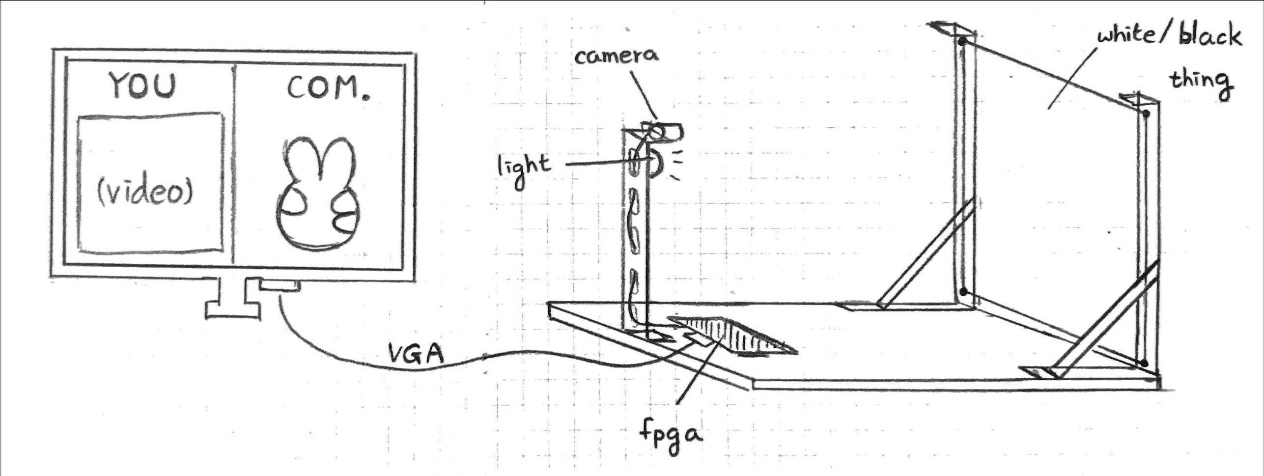 YOU
COM.
(video)
camera
light
white/black
thing
VGA
fpga